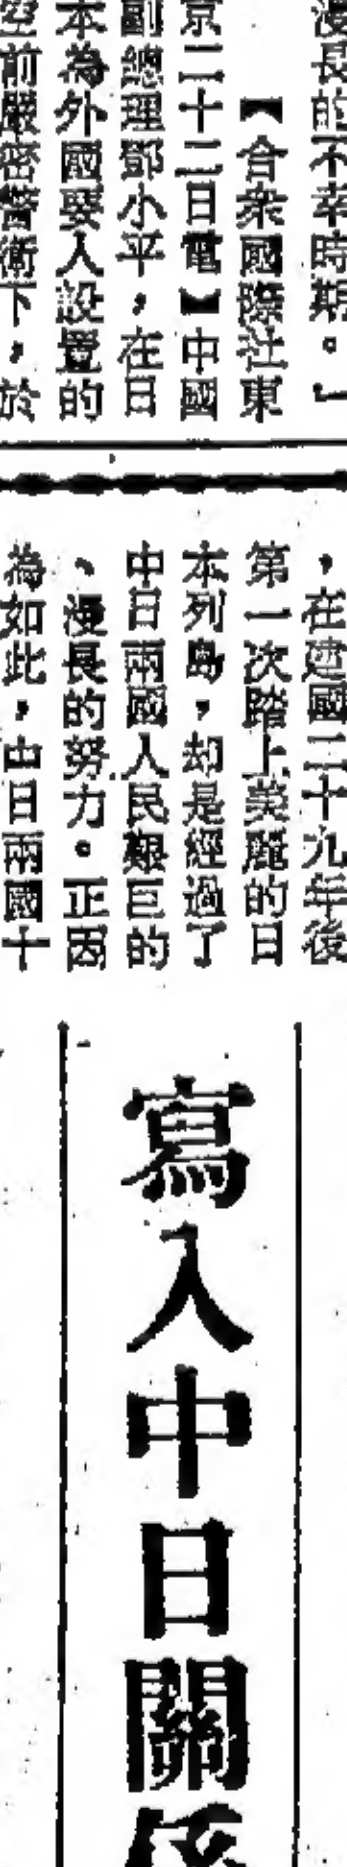 漫長的不幸時期。」
【合衆國際社東
京二十二日電】中國
副總理鄧小平，在日
本為外國要人設置的
空前嚴密警衛下，於
，在建國二十九年後
第一次踏上美麗的日
本列島，却是經過了
中日兩國人民艱巨的
、漫長的努力。正因
為如此，中日兩國十
寫入中日關係